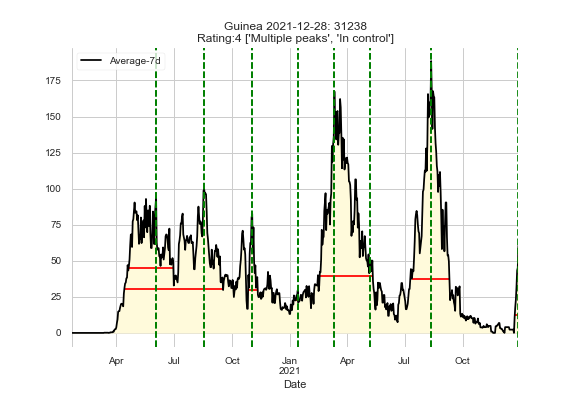 Guinea 2021-12-28: 31238
Rating:4 ['Multiple peaks', 'In control']
Average-7d
175
150
125
100
75
50
25
0
Apr Jul Oct Jan Apr Jul Oct
2021
Date